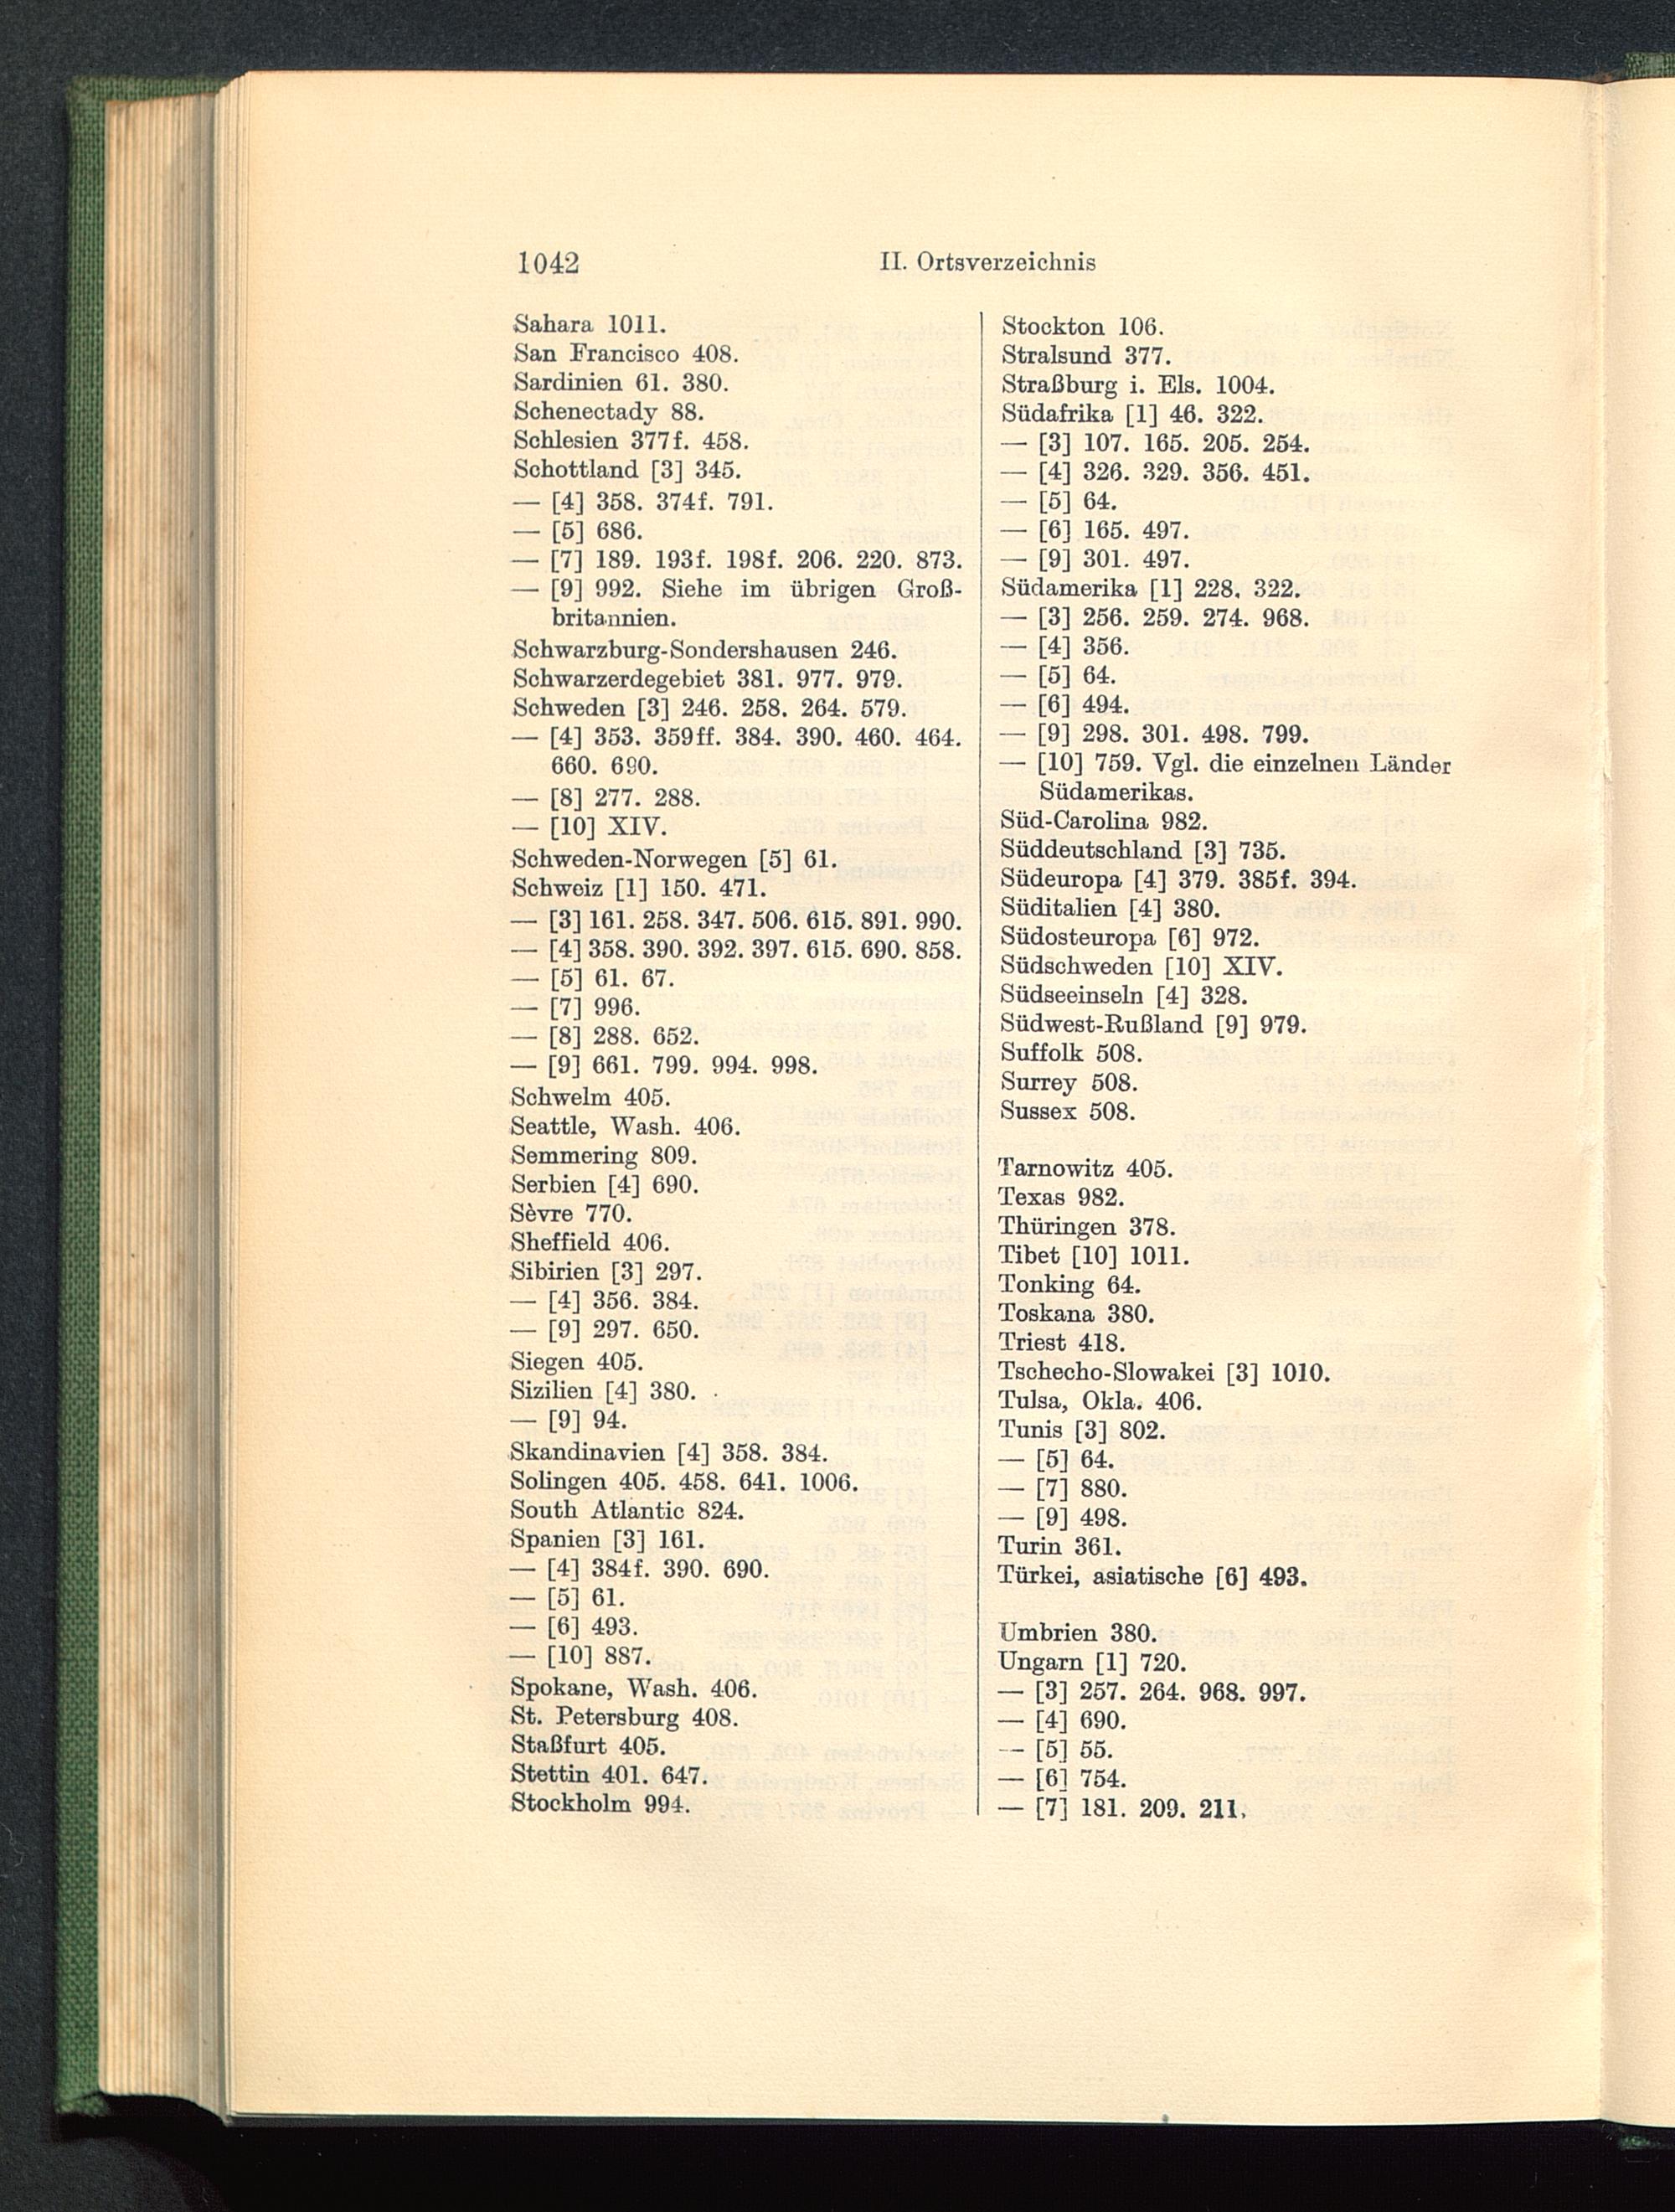 1042
II. Ortsverzeichnis
Sahara 1011.
San Francisco 408.
Sardinien 61. 380.
Schenectady 88.
Schlesien 377f. 458.
Schottland [3] 345.
— [4] 358. 374f. 791.
— [5] 686.
— [7] 189. 193f. 198f. 206. 220. 873.
— [9] 992. Siehe im übrigen Groß-
britannien.
Schwarzburg-Sondershausen 246.
Schwarzerdegebiet 381. 977. 979.
Schweden [3] 246. 258. 264. 579.
— [4] 353. 359ff. 384. 390. 460. 464.
660. 690.
— [8] 277. 288.
— [10] XIV.
Schweden-Norwegen [5] 61.
Schweiz [1] 150. 471.
— [3] 161. 258. 347. 506. 615. 891. 990.
— [4] 358. 390. 392. 397. 615. 690. 858.
— [5] 61. 67.
— [7] 996.
— [8] 288. 652.
— [9] 661. 799. 994. 998.
Schwelm 405.
Seattle, Wash. 406.
Semmering 809.
Serbien [4] 690.
Sèvre 770.
Sheffield 406.
Sibirien [3] 297.
— [4] 356. 384.
— [9] 297. 650.
Siegen 405.
Sizilien [4] 380.
— [9] 94.
Skandinavien [4] 358. 384.
Solingen 405. 458. 641. 1006.
South Atlantic 824.
Spanien [3] 161.
— [4] 384f. 390. 690.
— [5] 61.
— [6] 493.
— [10] 887.
Spokane, Wash. 406.
St. Petersburg 408.
Staßfurt 405.
Stettin 401. 647.
Stockholm 994.
Stockton 106.
Stralsund 377.
Straßburg i. Els. 1004.
Südafrika [1] 46. 322.
— [3] 107. 165. 205. 254.
— [4] 326. 329. 356. 451.
— [5] 64.
— [6] 165. 497.
— [9] 301. 497.
Südamerika [1] 228. 322.
— [3] 256. 259. 274. 968.
— [4] 356.
— [5] 64.
— [6] 494.
— [9] 298. 301. 498. 799.
— [10] 759. Vgl. die einzelnen Länder
Südamerikas.
Süd-Carolina 982.
Süddeutschland [3] 735.
Südeuropa [4] 379. 385f. 394.
Süditalien [4] 380.
Südosteuropa [6] 972.
Südschweden [10] XIV.
Südseeinseln [4] 328.
Südwest-Rußland [9] 979.
Suffolk 508.
Surrey 508.
Sussex 508.
Tarnowitz 405.
Texas 982.
Thüringen 378.
Tibet [10] 1011.
Tonking 64.
Toskana 380.
Triest 418.
Tschecho-Slowakei [3] 1010.
Tulsa, Okla. 406.
Tunis [3] 802.
— [5] 64.
— [7] 880.
— [9] 498.
Turin 361.
Türkei, asiatische [6] 493.
Umbrien 380.
Ungarn [1] 720.
— [3] 257. 264. 968. 997.
— [4] 690.
— [5] 55.
— [6] 754.
— [7] 181. 209. 211.